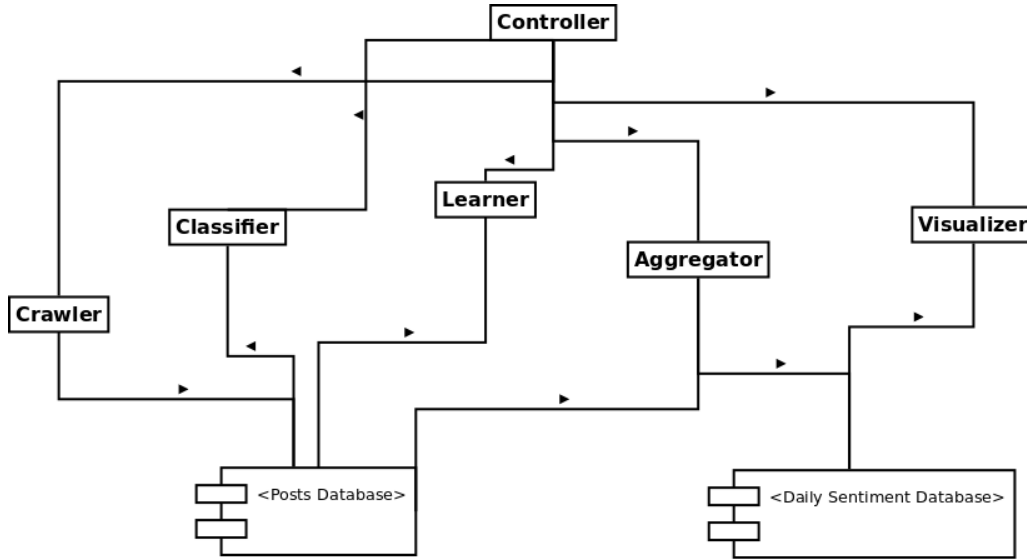 Controller
Learner
Classifier
Visualizer
Aggregator
Crawler
<Posts Database>
<Daily Sentiment Database>